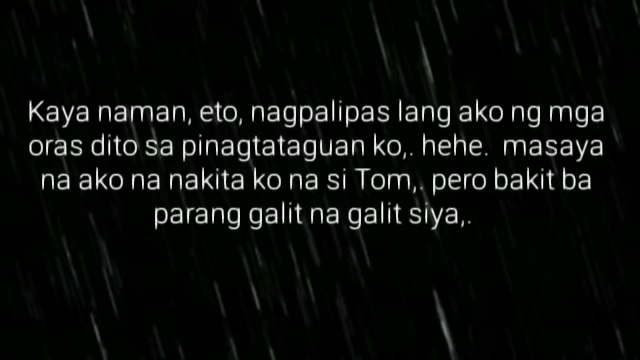 Kaya naman, eto, nagpalipas lang ako ng mga
oras dito sa pinagtataguan ko,. hehe.  masaya
na ako na nakita ko na si Tom,. pero bakit ba
parang galit na galit siya,.